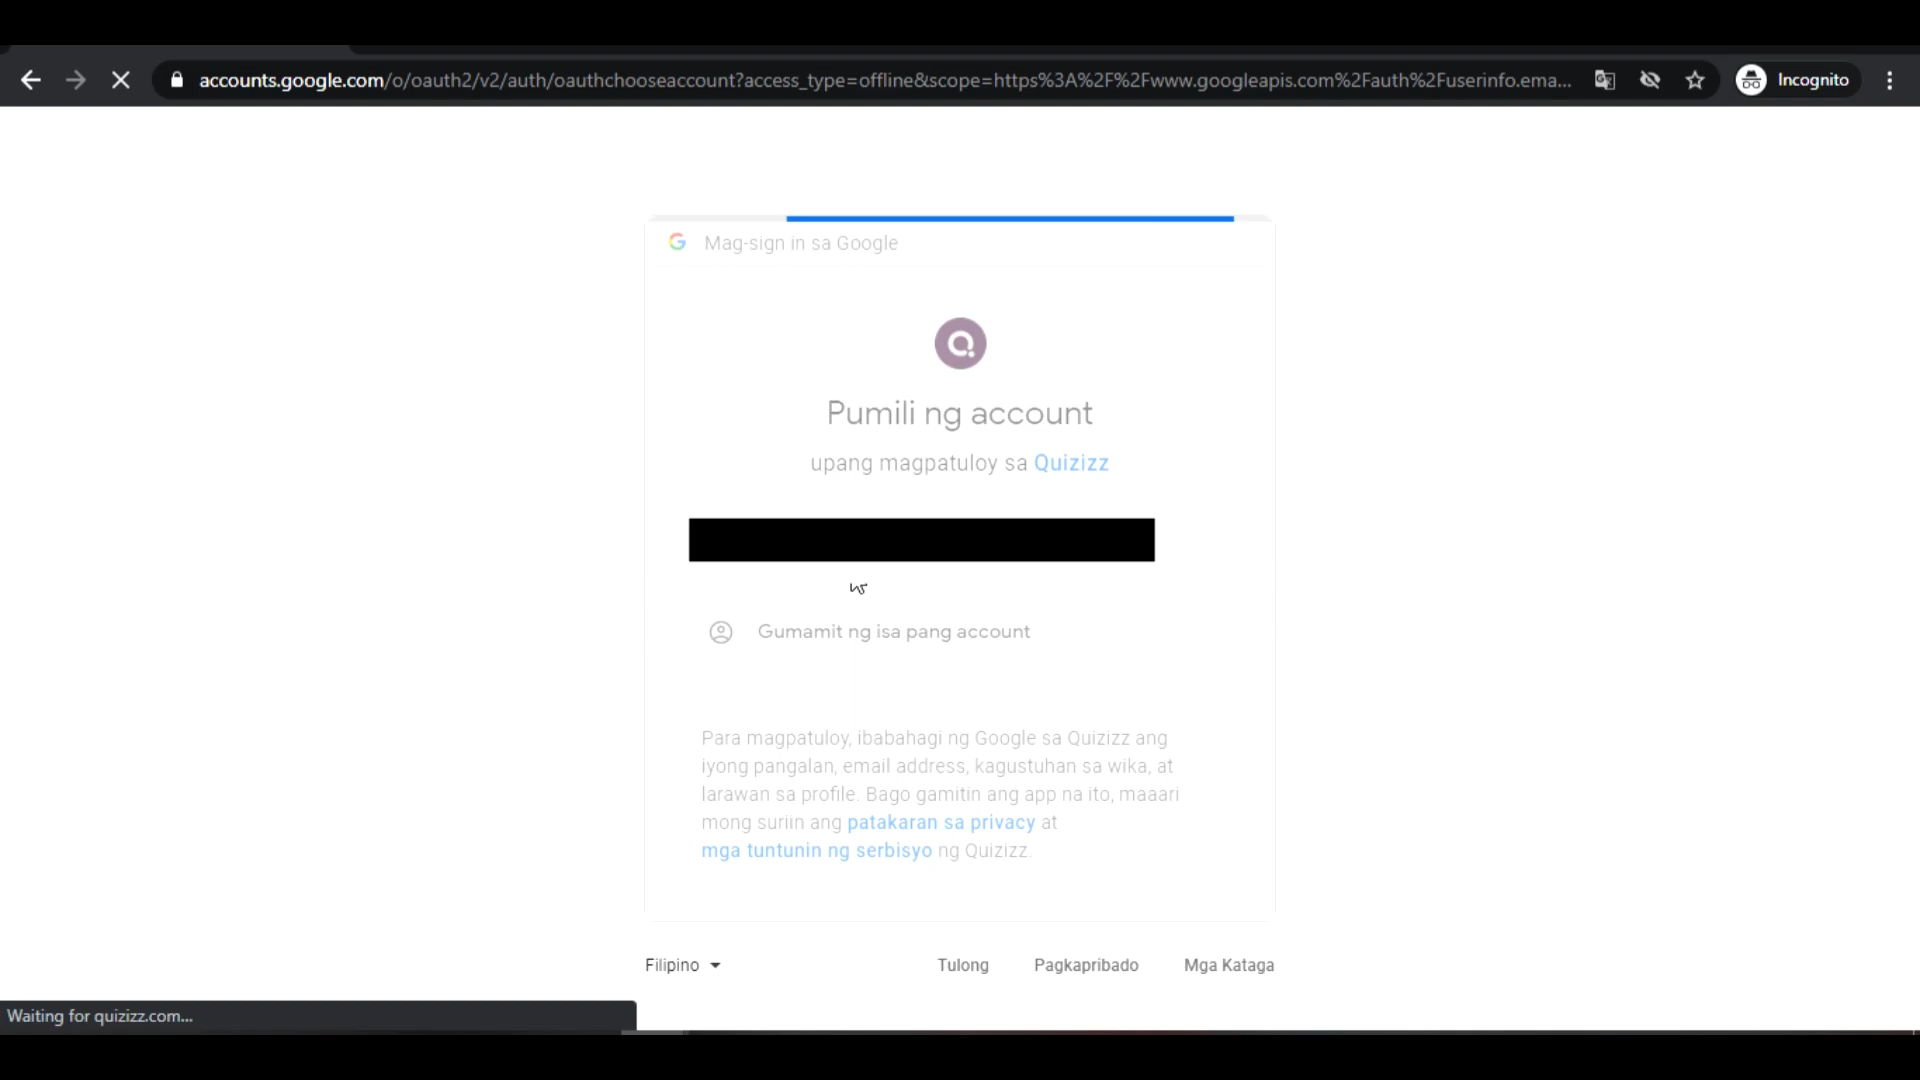 accounts.google.com/o/oauth2/v2/auth/oauthchooseaccount?access_type=offline&scope=https%3A%2F%2Fwww.googleapis.com%2Fauth%2Fuserinfo.ema...
Incognito
Mag-sign in sa Google
Pumili ng account
upang magpatuloy sa Quizizz
Gumamit ng isa pang account
Para magpatuloy, ibabahagi ng Google sa Quizizz ang
iyong pangalan, email address, kagustuhan sa wika, at
larawan sa profile. Bago gamitin ang app na ito, maaari
mong suriin ang patakaran sa privacy at
mga tuntunin ng serbisyo ng Quizizz.
Filipino
Tulong
Pagkapribado
Mga Kataga
Waiting for quizizz.com...